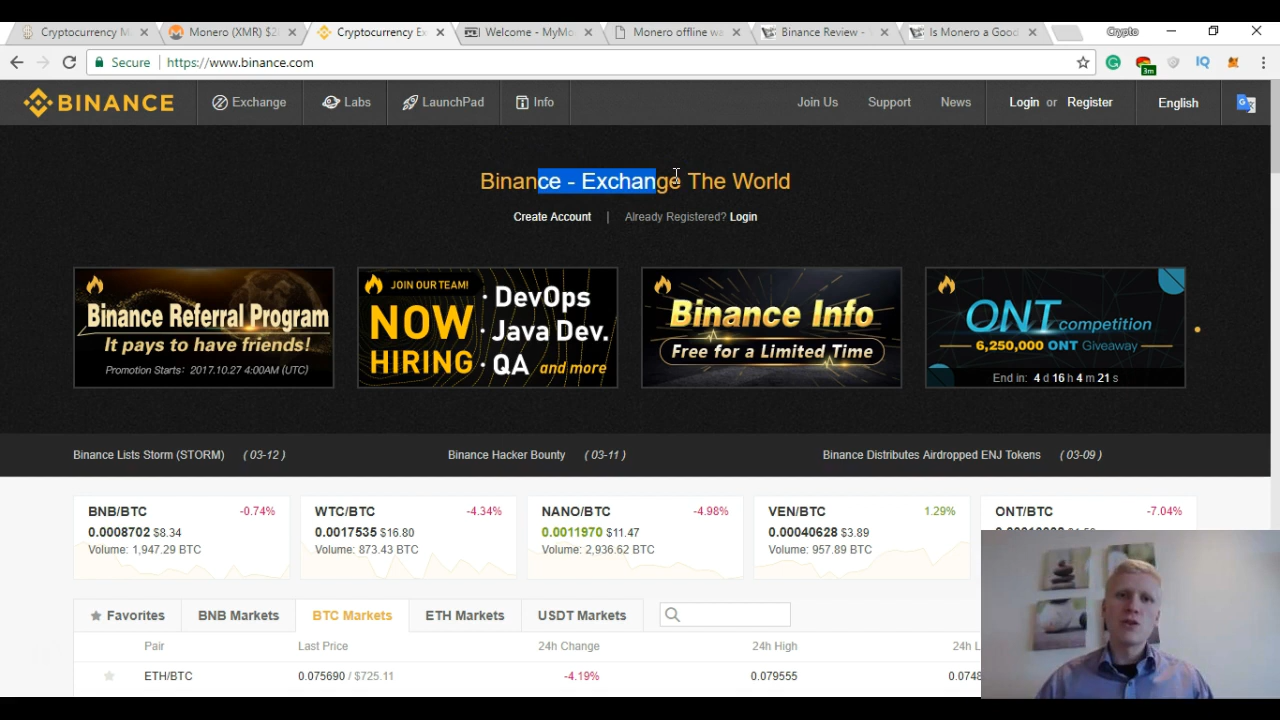 Cryptocurrency M
Monero (XMR) $2
Cryptocurrency Ex
Welcome - MyMo
Monero offline wa
Binance Review -
Is Monero a Good
Crypto
Secure
https://www.binance.com
3m
IQ
BINANCE
Exchange
Labs
LaunchPad
Info
Join Us
Support
News
Login or Register
English
Binance - Exchange The World
Create Account | Already Registered? Login
Binance Referral Program
It pays to have friends!
Promotion Starts: 2017.10.27 4:00AM (UTC)
JOIN OUR TEAM!
NOW
HIRING
· DevOps
· Java Dev.
· QA and more
Binance Info
Free for a Limited Time
ONT competition
6,250,000 ONT Giveaway
End in: 4 d 16 h 4 m 21 s
Binance Lists Storm (STORM) ( 03-12 )
Binance Hacker Bounty ( 03-11 )
Binance Distributes Airdropped ENJ Tokens ( 03-09 )
BNB/BTC -0.74%
0.0008702 $8.34
Volume: 1,947.29 BTC
WTC/BTC -4.34%
0.0017535 $16.80
Volume: 873.43 BTC
NANO/BTC -4.98%
0.0011970 $11.47
Volume: 2,936.62 BTC
VEN/BTC 1.29%
0.00040628 $3.89
Volume: 957.89 BTC
ONT/BTC -7.04%
Favorites
BNB Markets
BTC Markets
ETH Markets
USDT Markets
Pair Last Price 24h Change 24h High 24h L
ETH/BTC 0.075690 / $725.11 -4.19% 0.079555 0.0748